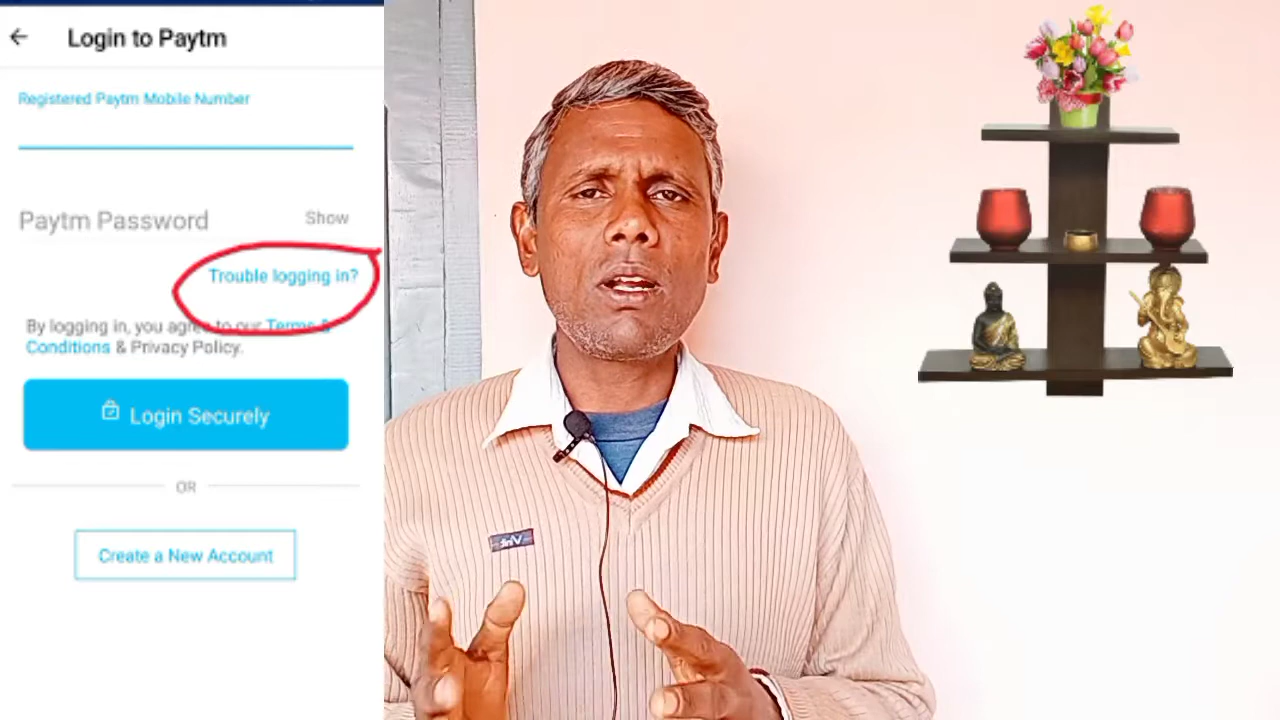 Login to Paytm
Registered Paytm Mobile Number
Paytm Password
Show
Trouble logging in?
By logging in, you agree to our Terms &
Conditions & Privacy Policy.
Login Securely
OR
Create a New Account